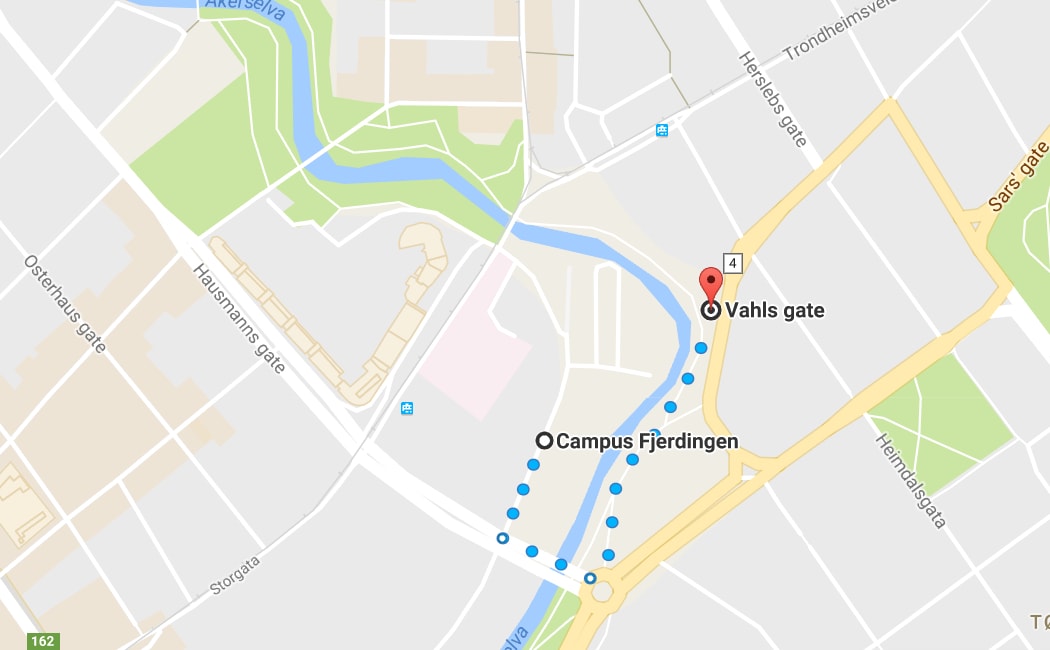 Akerselva
Trondheimsvei
Herslebs gate
Sars' gate
4
Vahls gate
Osterhaus gate
Hausmanns gate
Campus Fjerdingen
Heimdalsgata
Storgata
TØ
elva
162